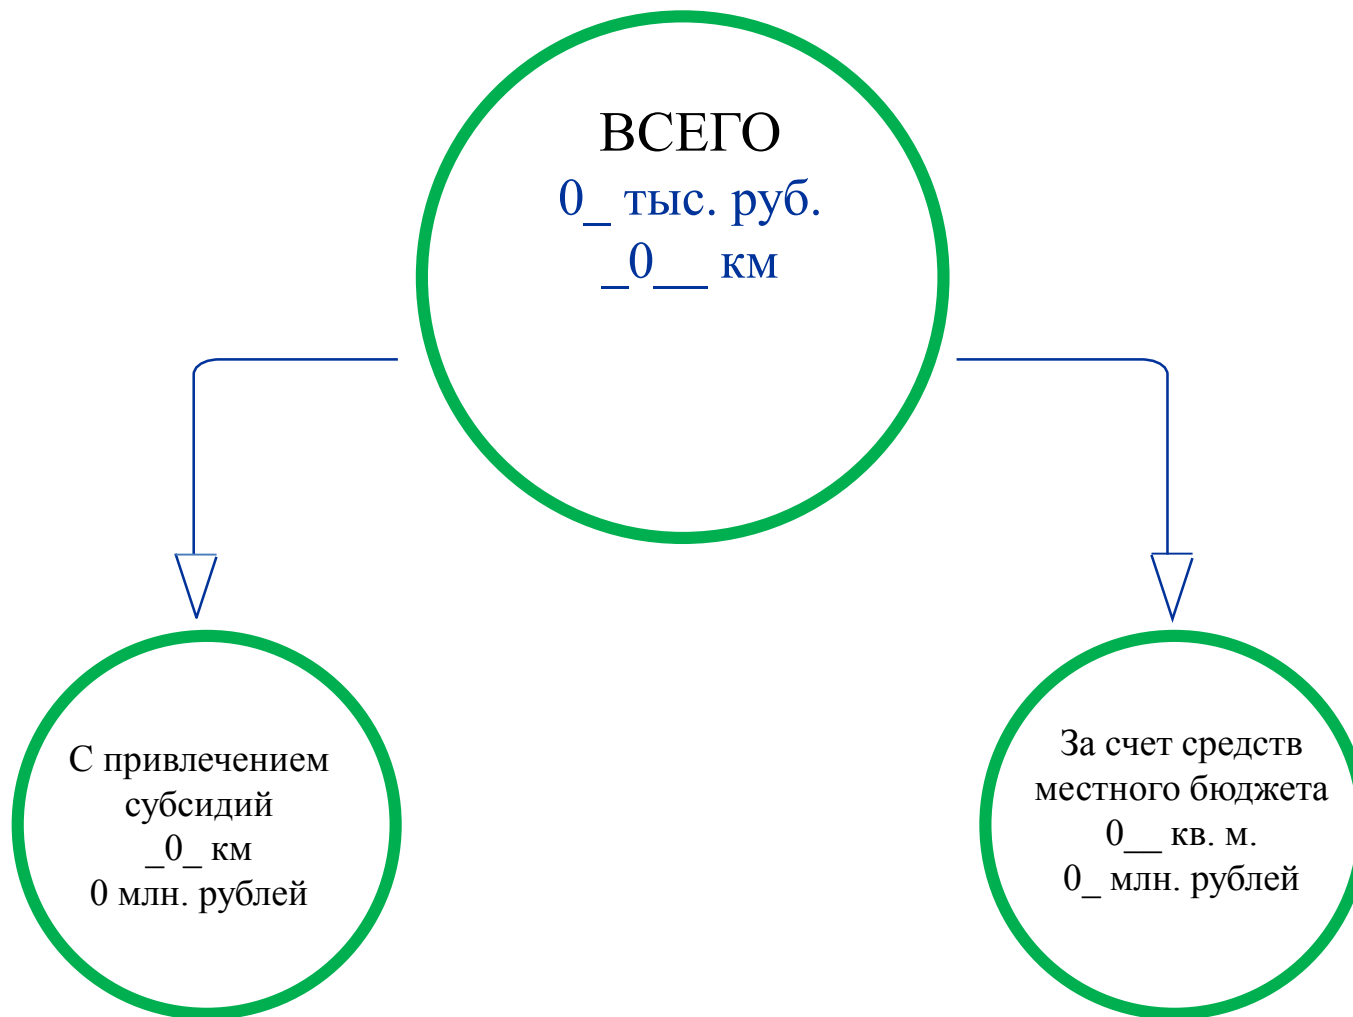 ВСЕГО
0_ тыс. руб.
_0__ км
С привлечением
субсидий
_0_ км
0 млн. рублей
За счет средств
местного бюджета
0__ кв. м.
0_ млн. рублей